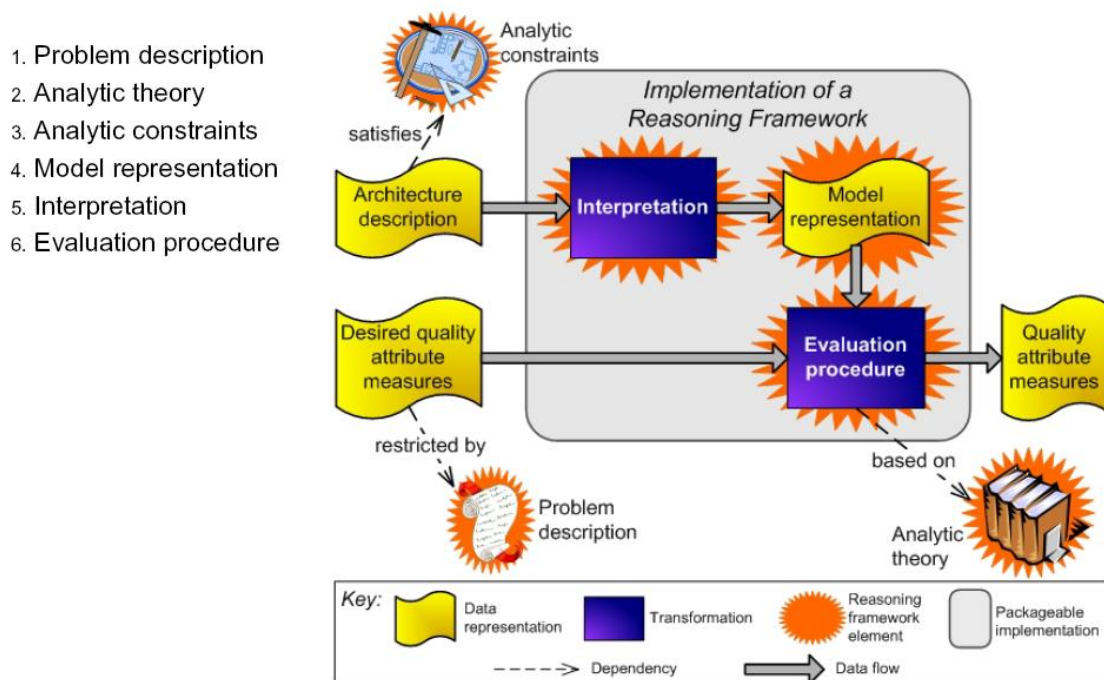 1. Problem description
2. Analytic theory
3. Analytic constraints
4. Model representation
5. Interpretation
6. Evaluation procedure
Analytic
constraints
satisfies
Implementation of a
Reasoning Framework
Architecture
description
Interpretation
Model
representation
Desired quality
attribute
measures
Evaluation
procedure
Quality
attribute
measures
restricted by
based on
Problem
description
Analytic
theory
Key:
Data
representation
Transformation
Reasoning
framework
element
Packageable
implementation
Dependency
Data flow